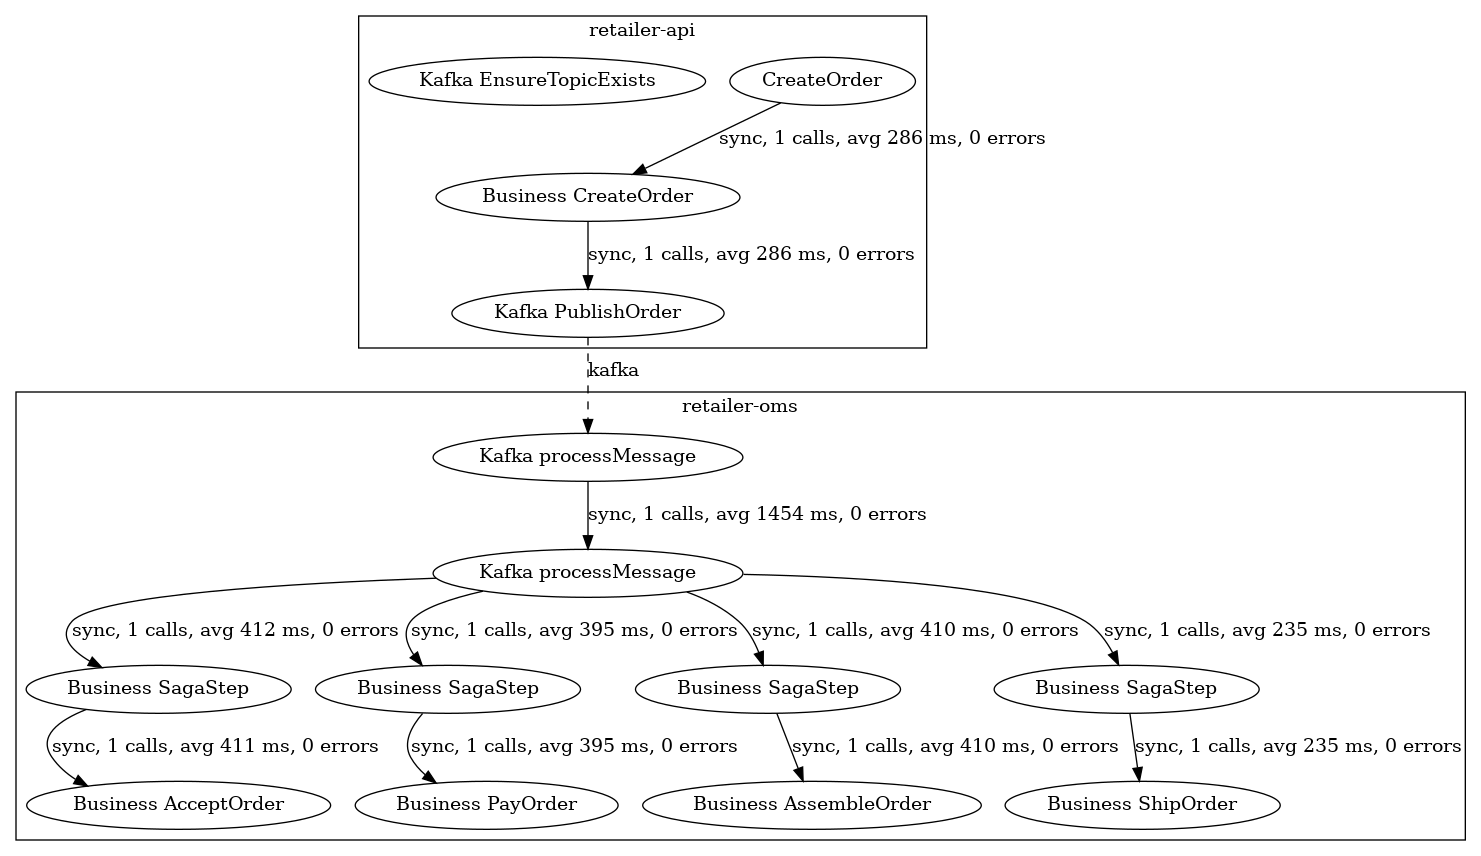 retailer-api
Kafka EnsureTopicExists
CreateOrder
sync, 1 calls, avg 286 ms, 0 errors
Business CreateOrder
sync, 1 calls, avg 286 ms, 0 errors
Kafka PublishOrder
kafka
retailer-oms
Kafka processMessage
sync, 1 calls, avg 1454 ms, 0 errors
Kafka processMessage
sync, 1 calls, avg 412 ms, 0 errors
sync, 1 calls, avg 395 ms, 0 errors
sync, 1 calls, avg 410 ms, 0 errors
sync, 1 calls, avg 235 ms, 0 errors
Business SagaStep
Business SagaStep
Business SagaStep
Business SagaStep
sync, 1 calls, avg 411 ms, 0 errors
sync, 1 calls, avg 395 ms, 0 errors
sync, 1 calls, avg 410 ms, 0 errors
sync, 1 calls, avg 235 ms, 0 errors
Business AcceptOrder
Business PayOrder
Business AssembleOrder
Business ShipOrder